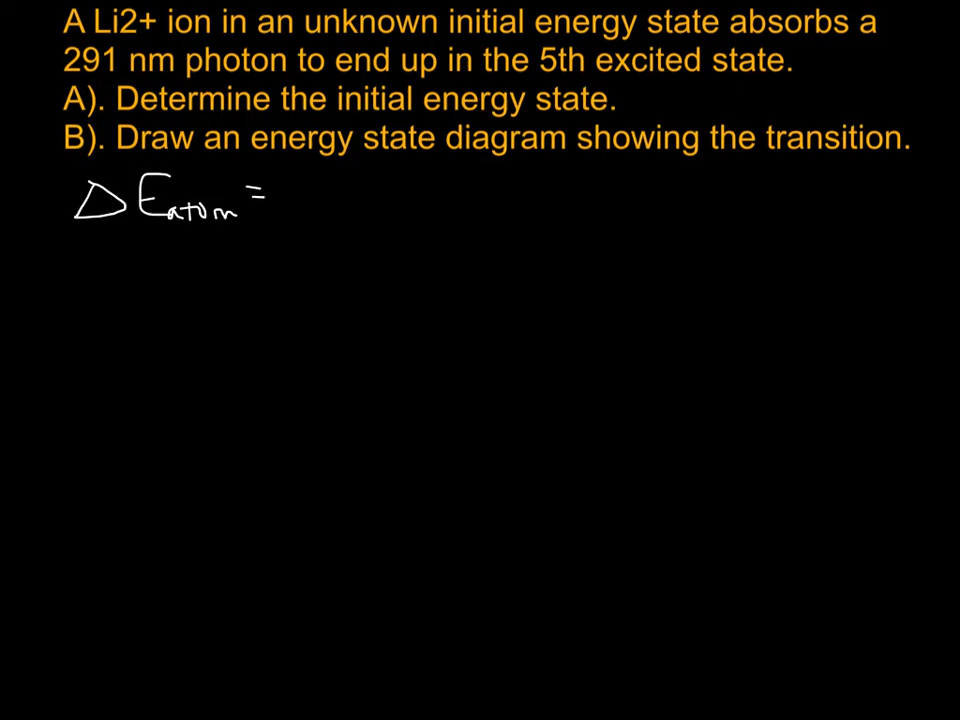 A Li2+ ion in an unknown initial energy state absorbs a
291 nm photon to end up in the 5th excited state.
A). Determine the initial energy state.
B). Draw an energy state diagram showing the transition.
ΔEatom =